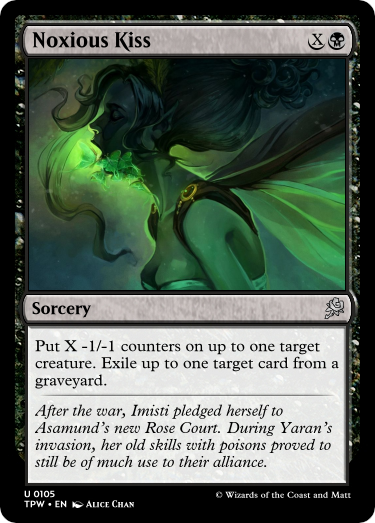 Noxious Kiss X
Sorcery
Put X -1/-1 counters on up to one target
creature. Exile up to one target card from a
graveyard.
After the war, Imisti pledged herself to
Asamund's new Rose Court. During Yaran's
invasion, her old skills with poisons proved to
still be of much use to their alliance.
U 0105
TPW • EN Alice Chan © Wizards of the Coast and Matt